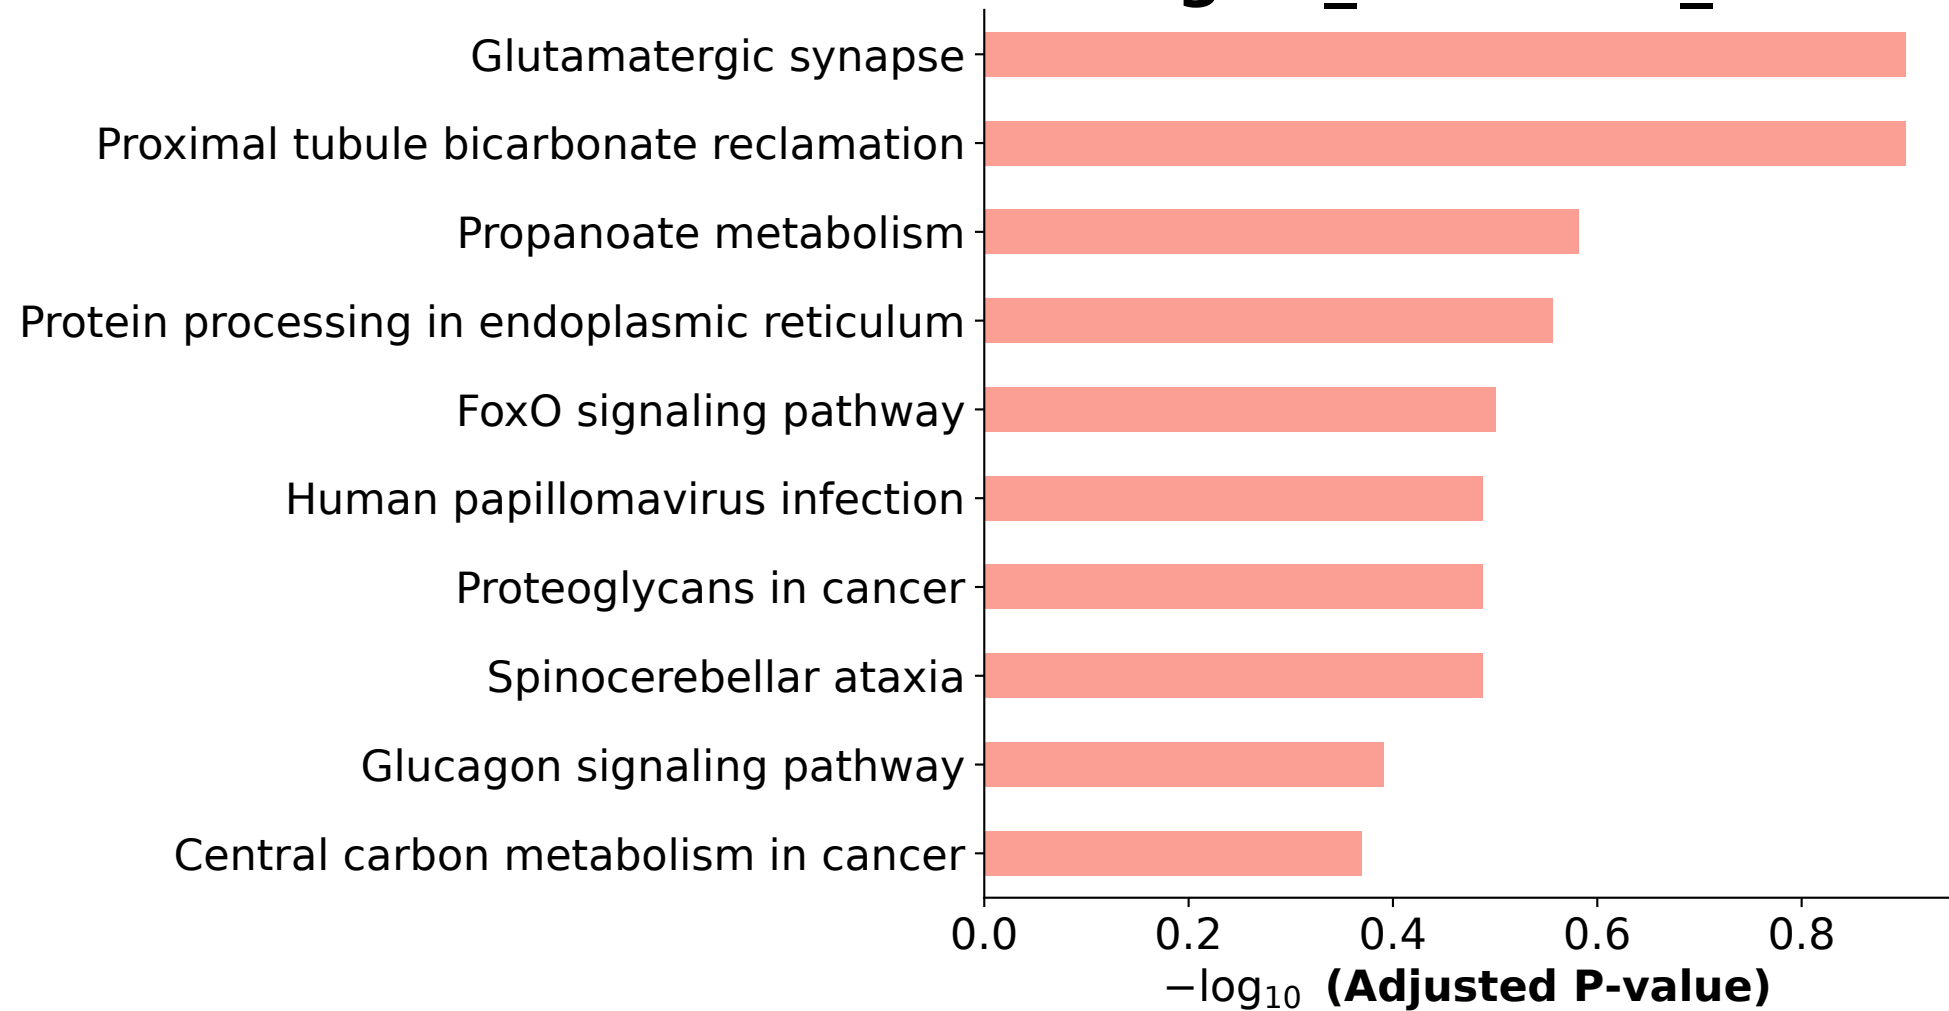 Glutamatergic synapse
Proximal tubule bicarbonate reclamation
Propanoate metabolism
Protein processing in endoplasmic reticulum
FoxO signaling pathway
Human papillomavirus infection
Proteoglycans in cancer
Spinocerebellar ataxia
Glucagon signaling pathway
Central carbon metabolism in cancer
0.0 0.2 0.4 0.6 0.8
−log₁₀ (Adjusted P-value)